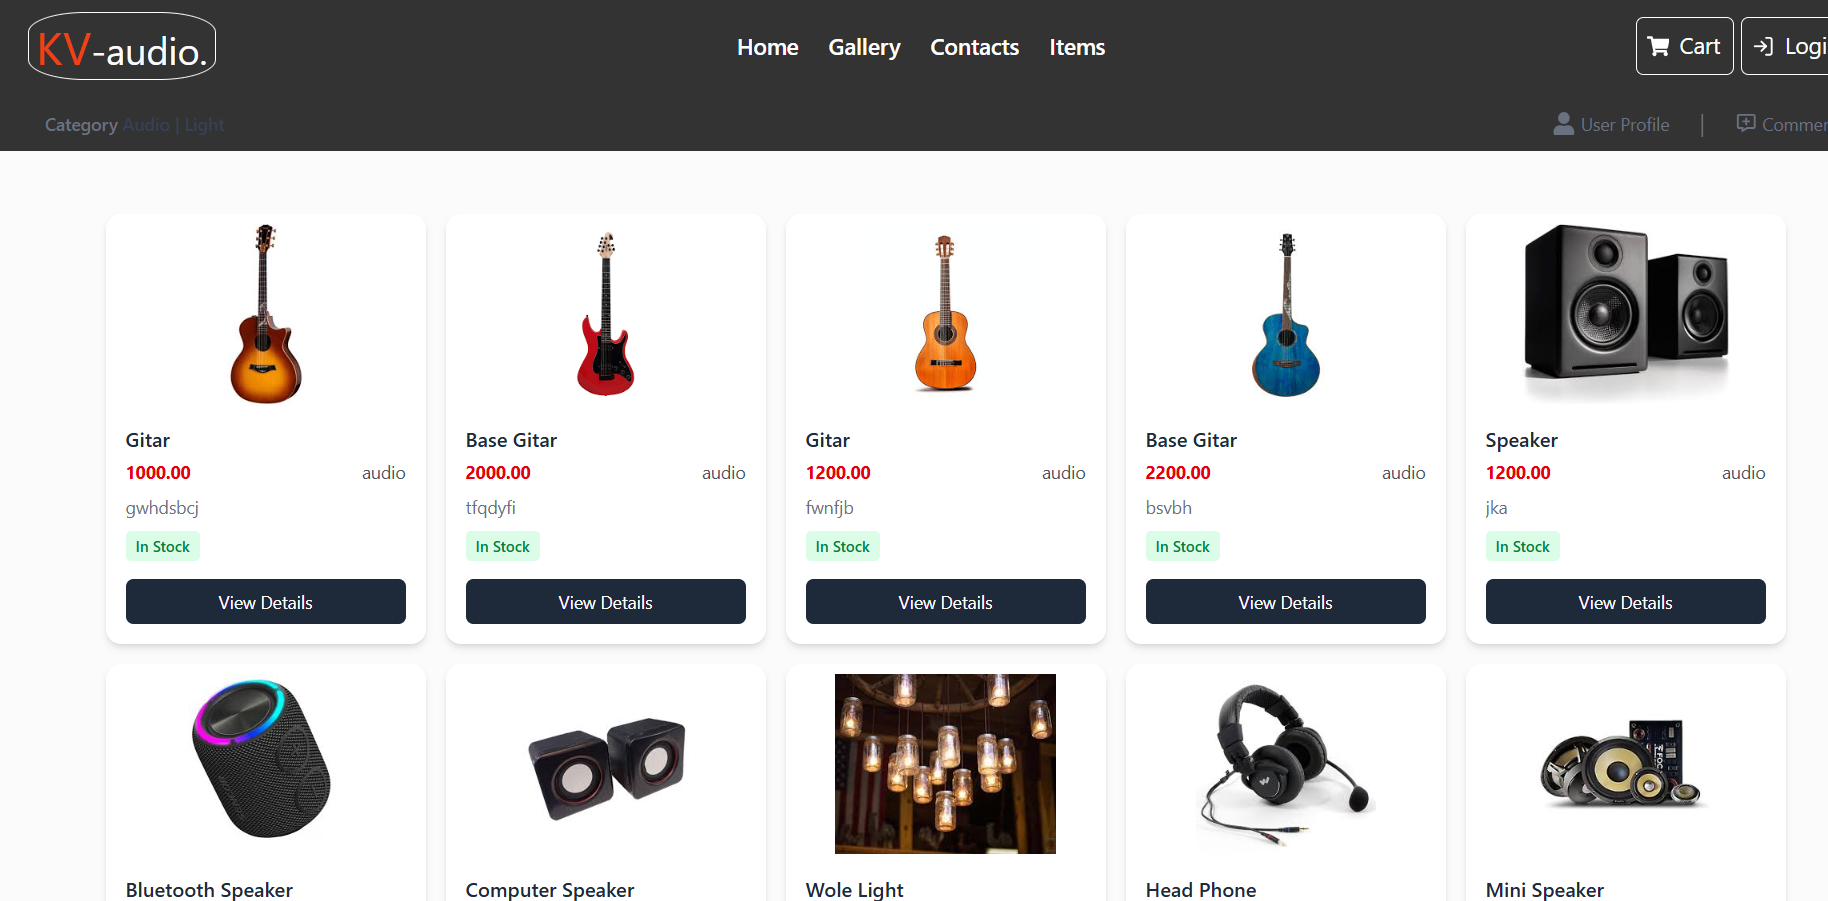 KV-audio.
Home Gallery Contacts Items
Cart
Logi
Category Audio | Light
User Profile | Commen
Gitar
1000.00 audio
gwhdsbcj
In Stock
View Details
Base Gitar
2000.00 audio
tfqdyfi
In Stock
View Details
Gitar
1200.00 audio
fwnfjb
In Stock
View Details
Base Gitar
2200.00 audio
bsvbh
In Stock
View Details
Speaker
1200.00 audio
jka
In Stock
View Details
Bluetooth Speaker
Computer Speaker
Wole Light
Head Phone
Mini Speaker